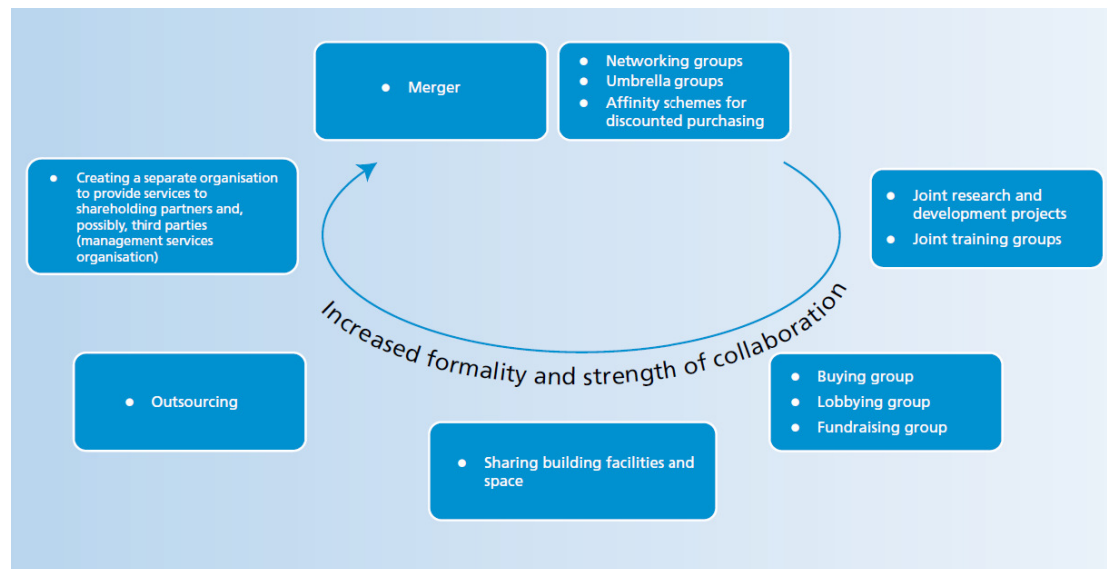 ● Merger
● Networking groups
● Umbrella groups
● Affinity schemes for
discounted purchasing
● Creating a separate organisation
to provide services to
shareholding partners and,
possibly, third parties
(management services
organisation)
● Joint research and
development projects
● Joint training groups
Increased formality and strength of collaboration
● Outsourcing
● Buying group
● Lobbying group
● Fundraising group
● Sharing building facilities and
space